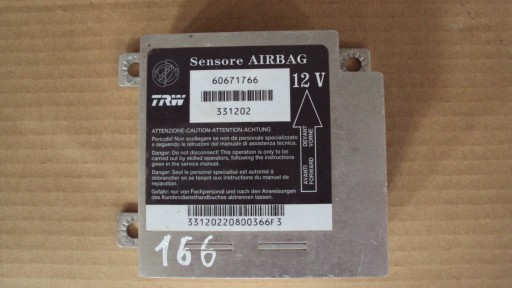 Sensore AIRBAG
60671766
12 V
TRW
331202
ATTENZIONE-CAUTION-ATTENTION-ACHTUNG
Pericolo! Non scollegare se non da personale specializzato
e seguendo le istruzioni del manuale di assistenza tecnica.
Danger: Do not disconnect! This operation is only to be
carried out by skilled operators, following the instructions
given in the service manual.
Danger: Seul le personel specialisé est autorisé à
débrancher en se tenant aux instructions du manuel de
reparation.
Gefahr: nur von Fachpersonal und nach den Anweisungen
des Kundendiensthandbuches abtrennen lassen.
AVANTI DEVANT
FORWARD VORNE
33120220800366F3
166